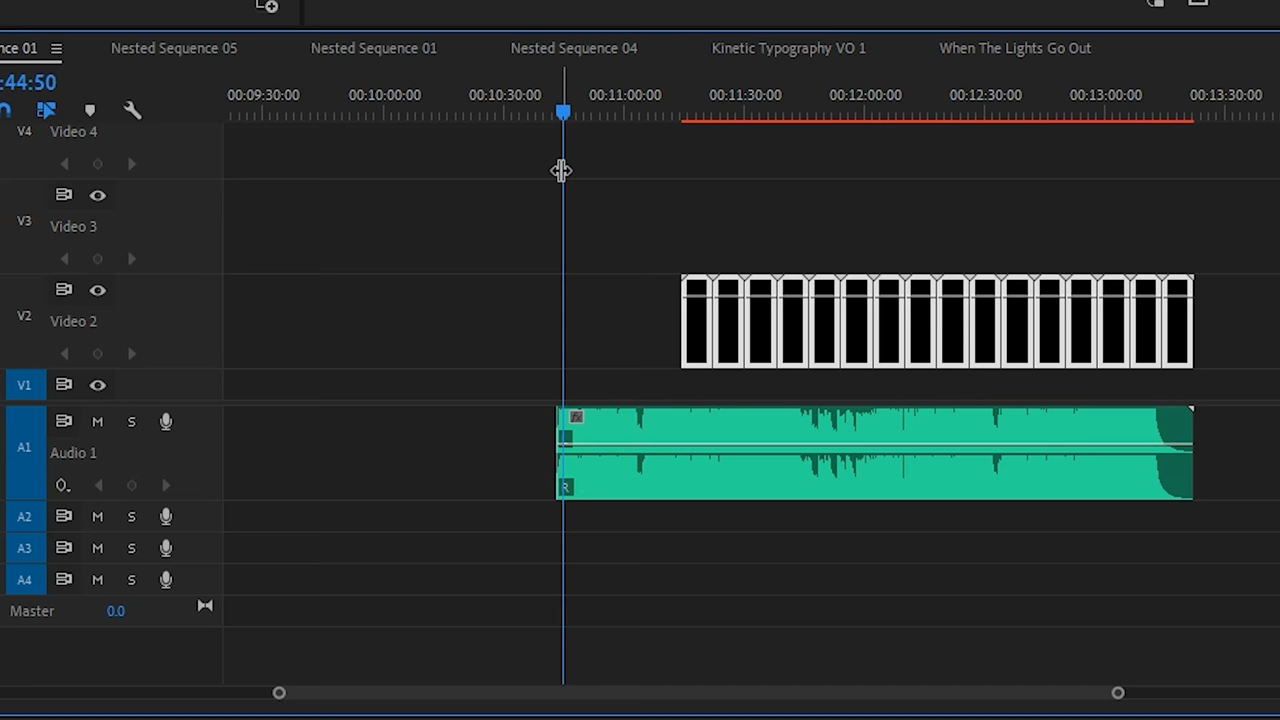 nce 01 Nested Sequence 05 Nested Sequence 01 Nested Sequence 04 Kinetic Typography VO 1 When The Lights Go Out
:44:50
00:09:30:00 00:10:00:00 00:10:30:00 00:11:00:00 00:11:30:00 00:12:00:00 00:12:30:00 00:13:00:00 00:13:30:00
V4 Video 4
V3
Video 3
V2
Video 2
V1
A1 M S
fx
Audio 1
R
A2 M S
A3 M S
A4 M S
Master 0.0